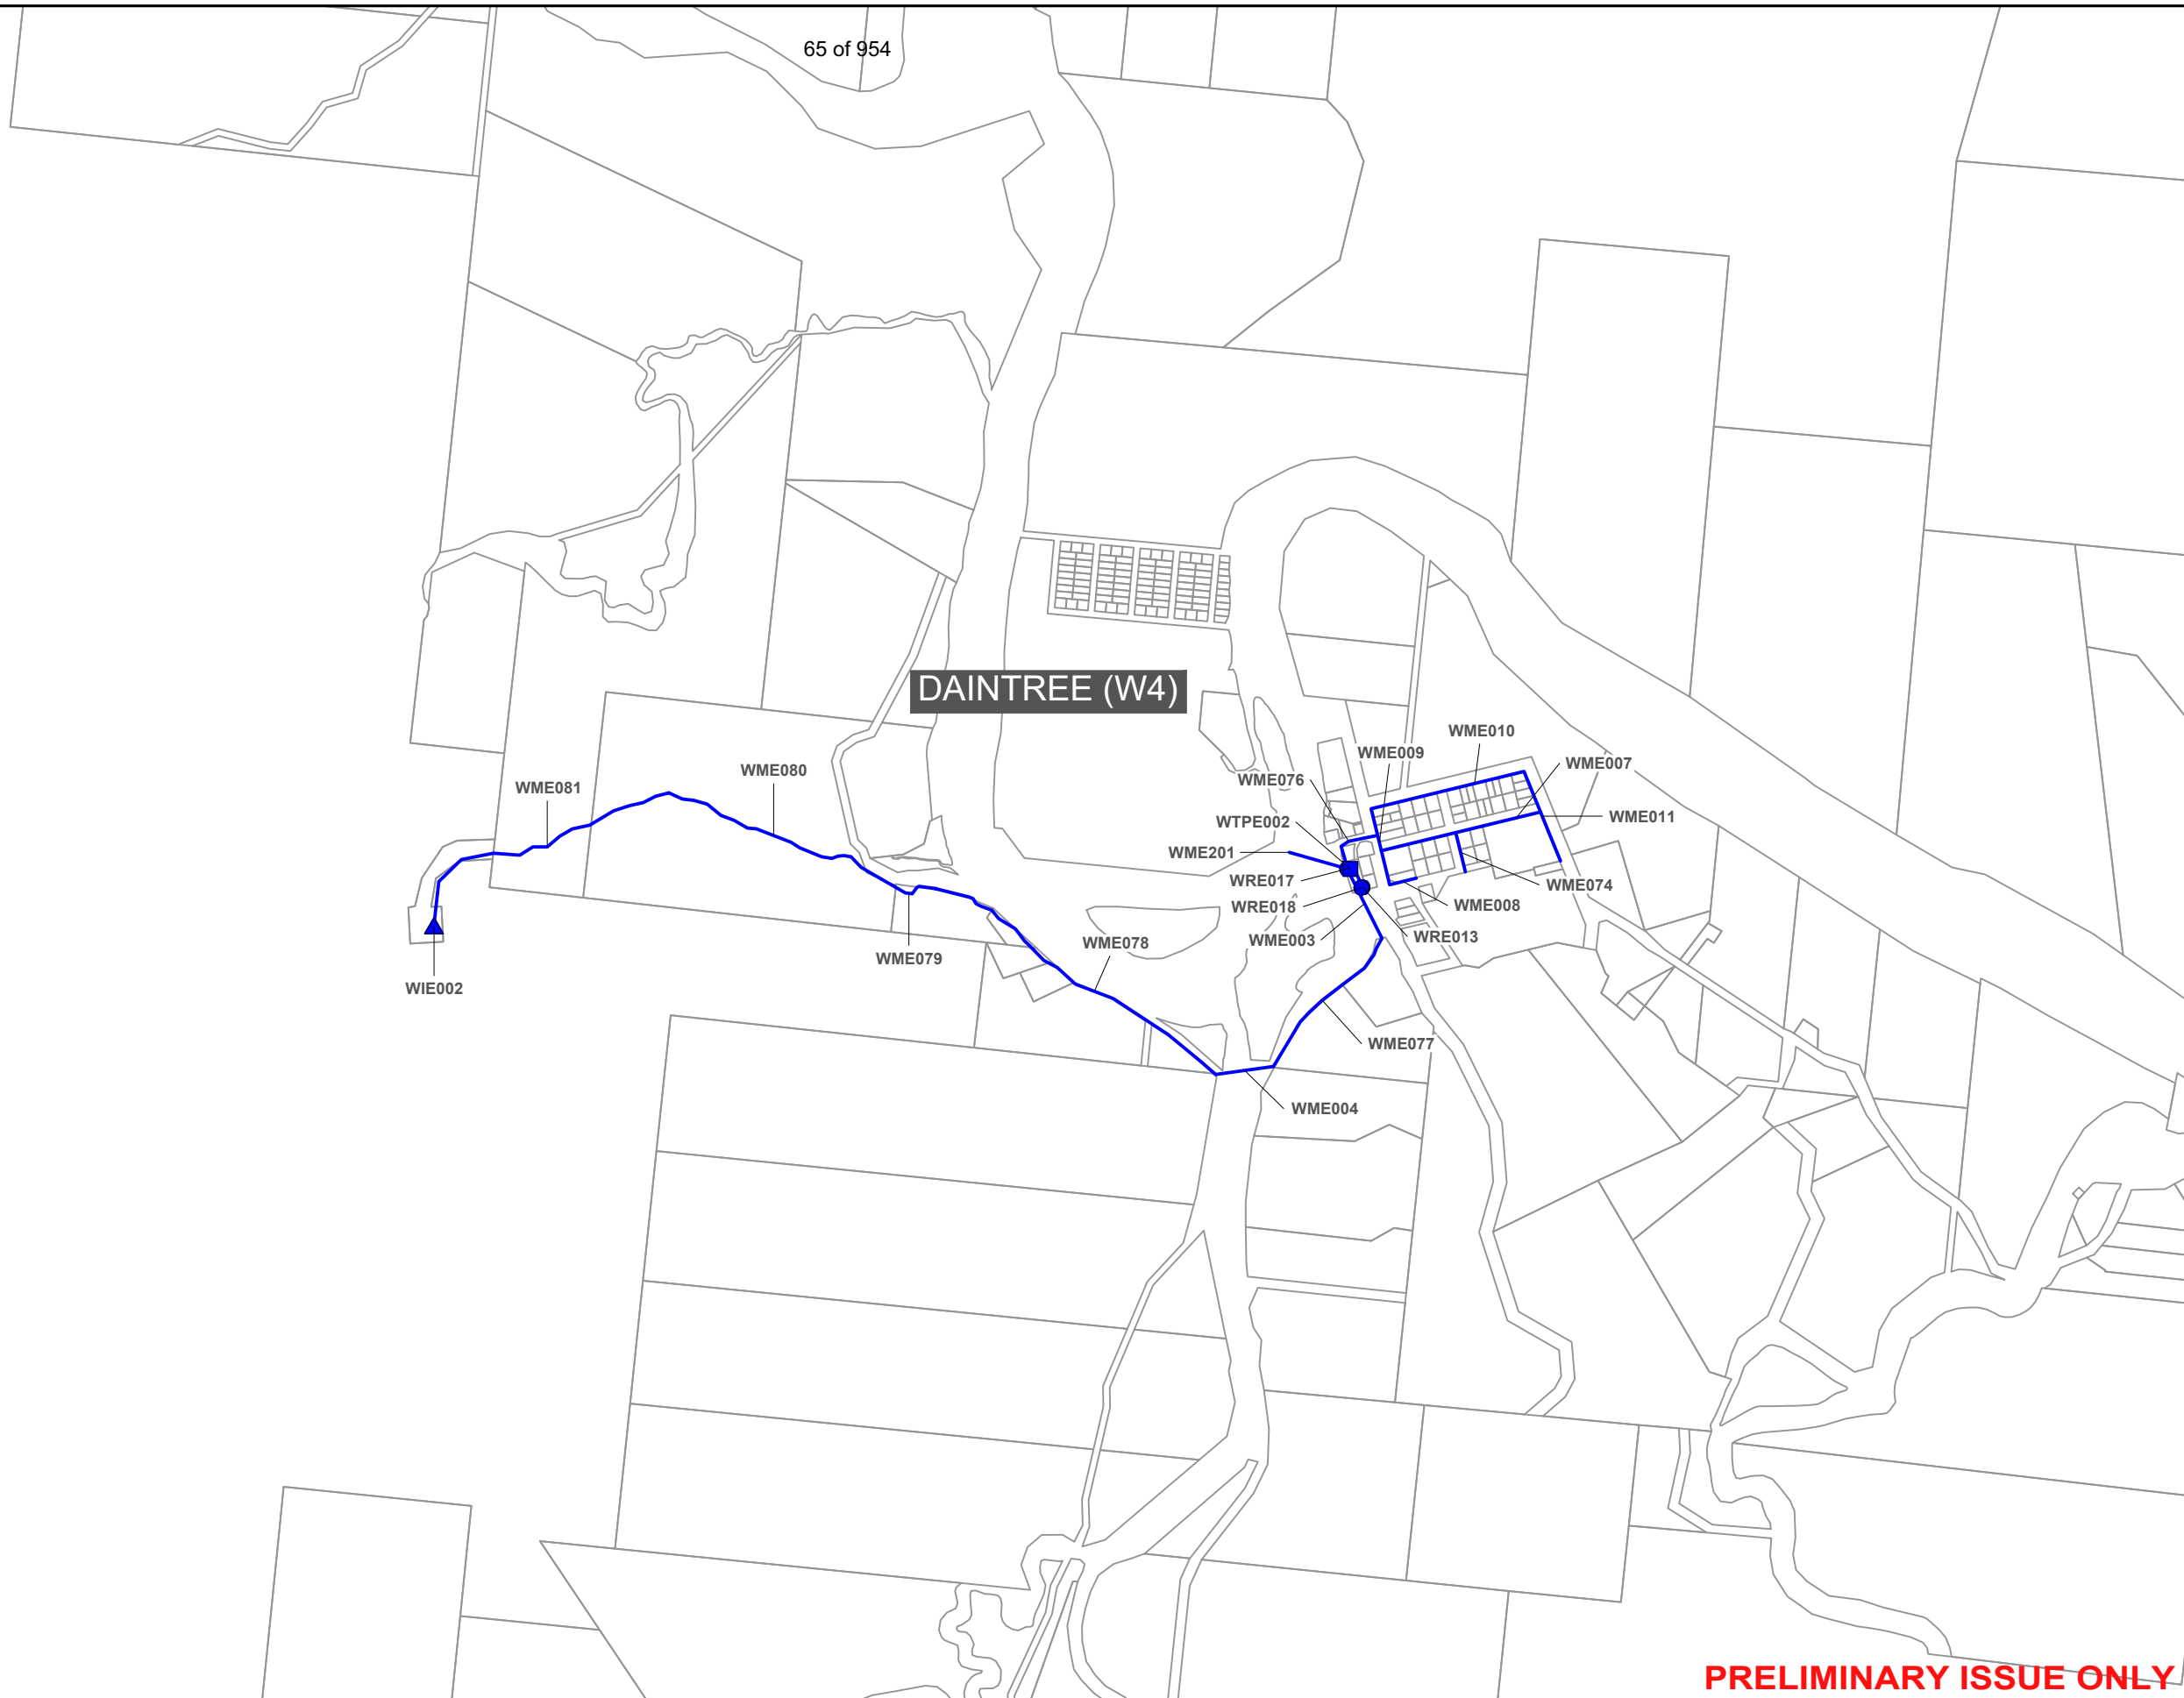 65 of 954
DAINTREE (W4)
WME010
WME009
WME007
WME076
WME080
WME081
WTPE002
WME011
WME201
WRE017
WME074
WME008
WRE018
WRE013
WME003
WME078
WME079
WIE002
WME077
WME004
PRELIMINARY ISSUE ONLY